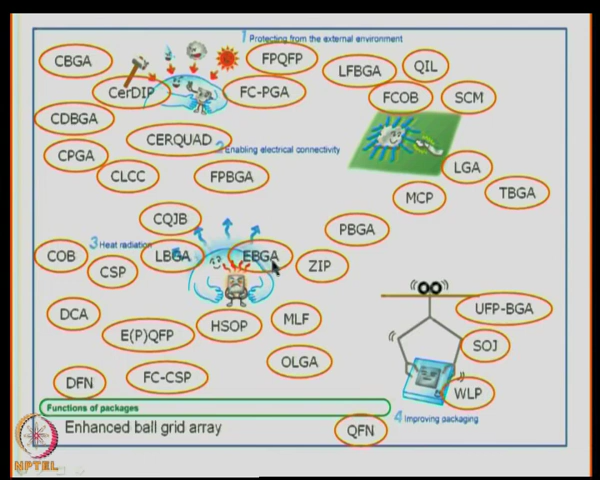 1 Protecting from the external environment
CBGA
FPQFP
LFBGA
QIL
CerDIP
FC-PGA
FCOB
SCM
CDBGA
CERQUAD
2 Enabling electrical connectivity
CPGA
CLCC
FPBGA
LGA
MCP
TBGA
CQJB
PBGA
3 Heat radiation
COB
CSP
LBGA
EBGA
ZIP
DCA
E(P)QFP
HSOP
MLF
UFP-BGA
SOJ
OLGA
DFN
FC-CSP
WLP
Functions of packages
4 Improving packaging
Enhanced ball grid array
QFN
NPTEL